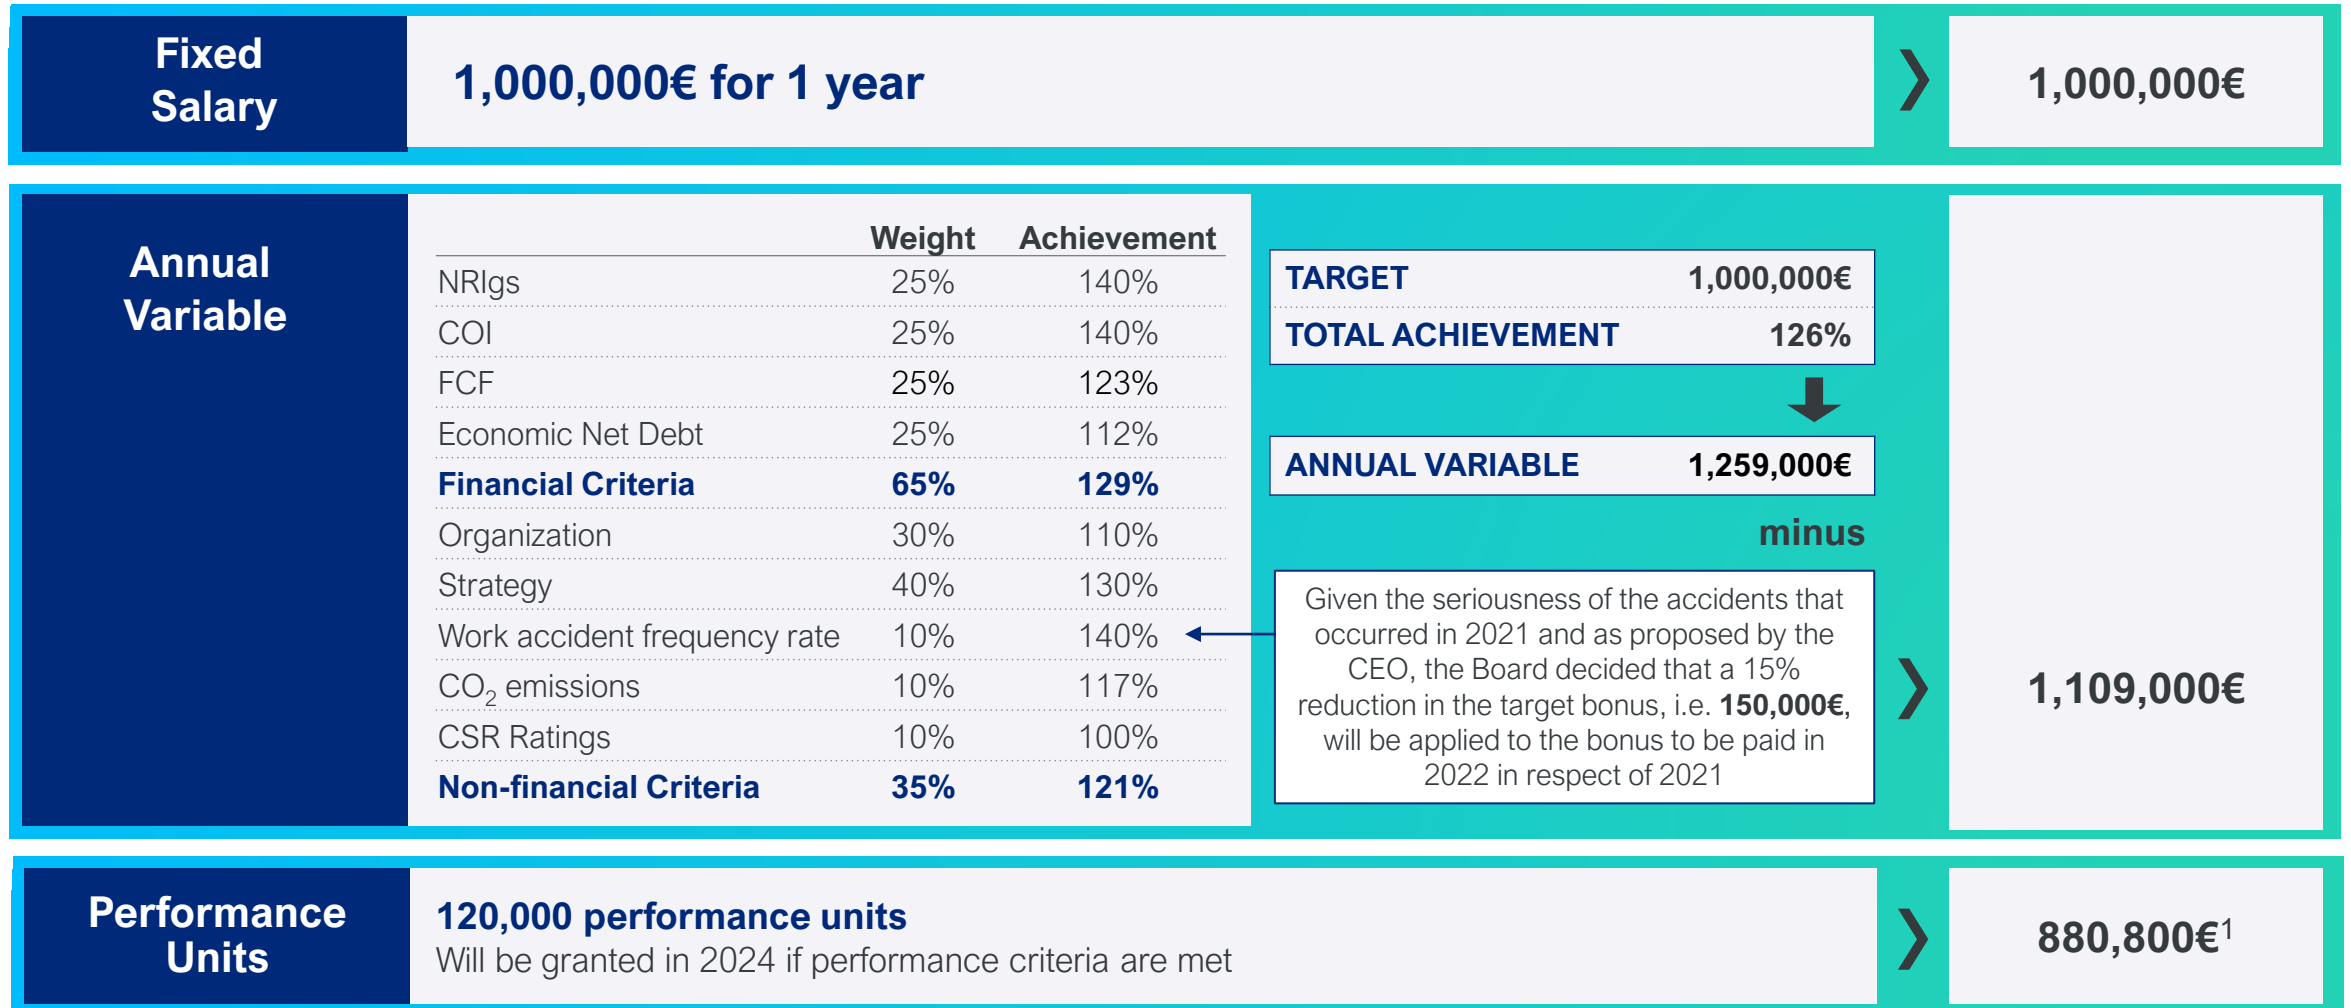 Fixed
Salary
1,000,000€ for 1 year
1,000,000€
Annual
Variable
Weight Achievement
NRIgs 25% 140%
COI 25% 140%
FCF 25% 123%
Economic Net Debt 25% 112%
Financial Criteria 65% 129%
Organization 30% 110%
Strategy 40% 130%
Work accident frequency rate 10% 140%
CO₂ emissions 10% 117%
CSR Ratings 10% 100%
Non-financial Criteria 35% 121%
TARGET 1,000,000€
TOTAL ACHIEVEMENT 126%
ANNUAL VARIABLE 1,259,000€
minus
Given the seriousness of the accidents that
occurred in 2021 and as proposed by the
CEO, the Board decided that a 15%
reduction in the target bonus, i.e. 150,000€,
will be applied to the bonus to be paid in
2022 in respect of 2021
1,109,000€
Performance
Units
120,000 performance units
Will be granted in 2024 if performance criteria are met
880,800€¹